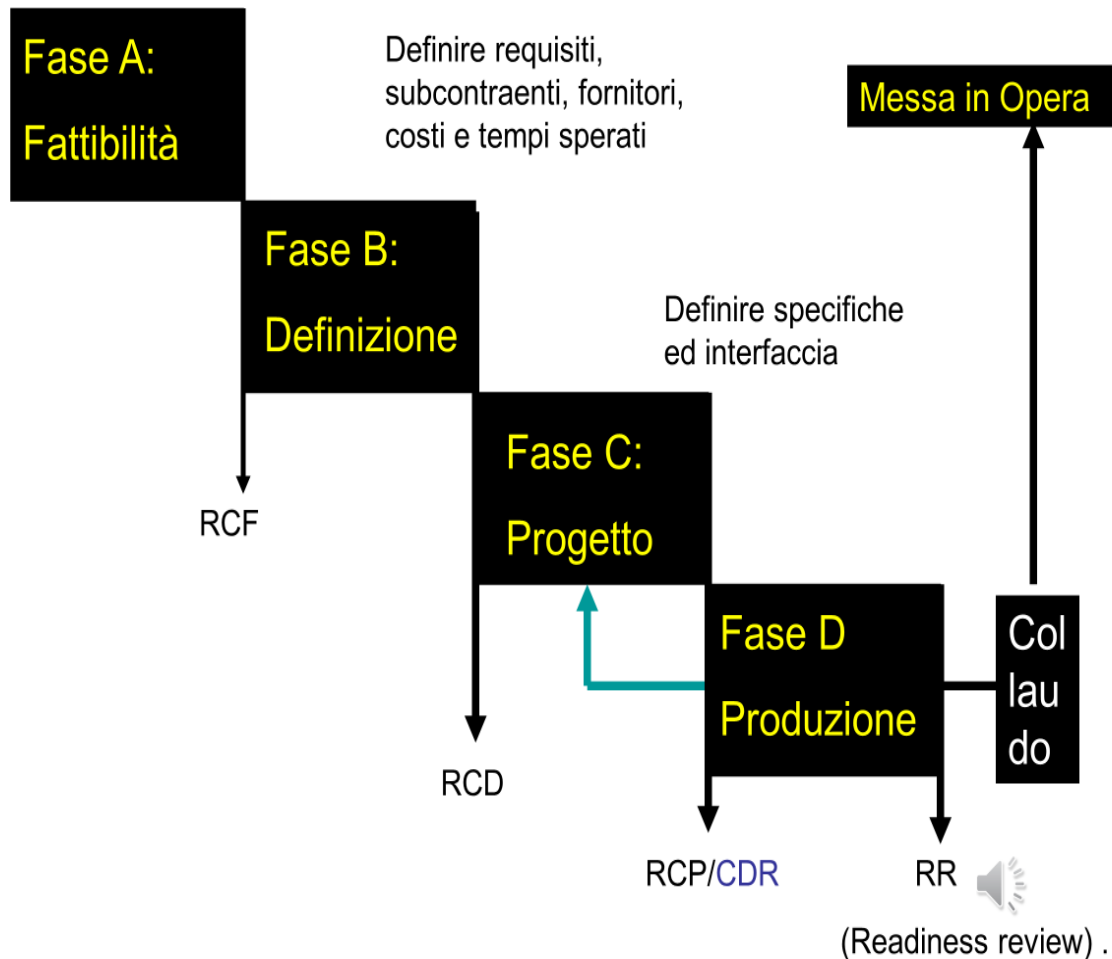 Fase A:
Fattibilità
Definire requisiti,
subcontraenti, fornitori,
costi e tempi sperati
Messa in Opera
Fase B:
Definizione
Definire specifiche
ed interfaccia
Fase C:
Progetto
RCF
Fase D
Produzione
Col
lau
do
RCD
RCP/CDR
RR
(Readiness review) .